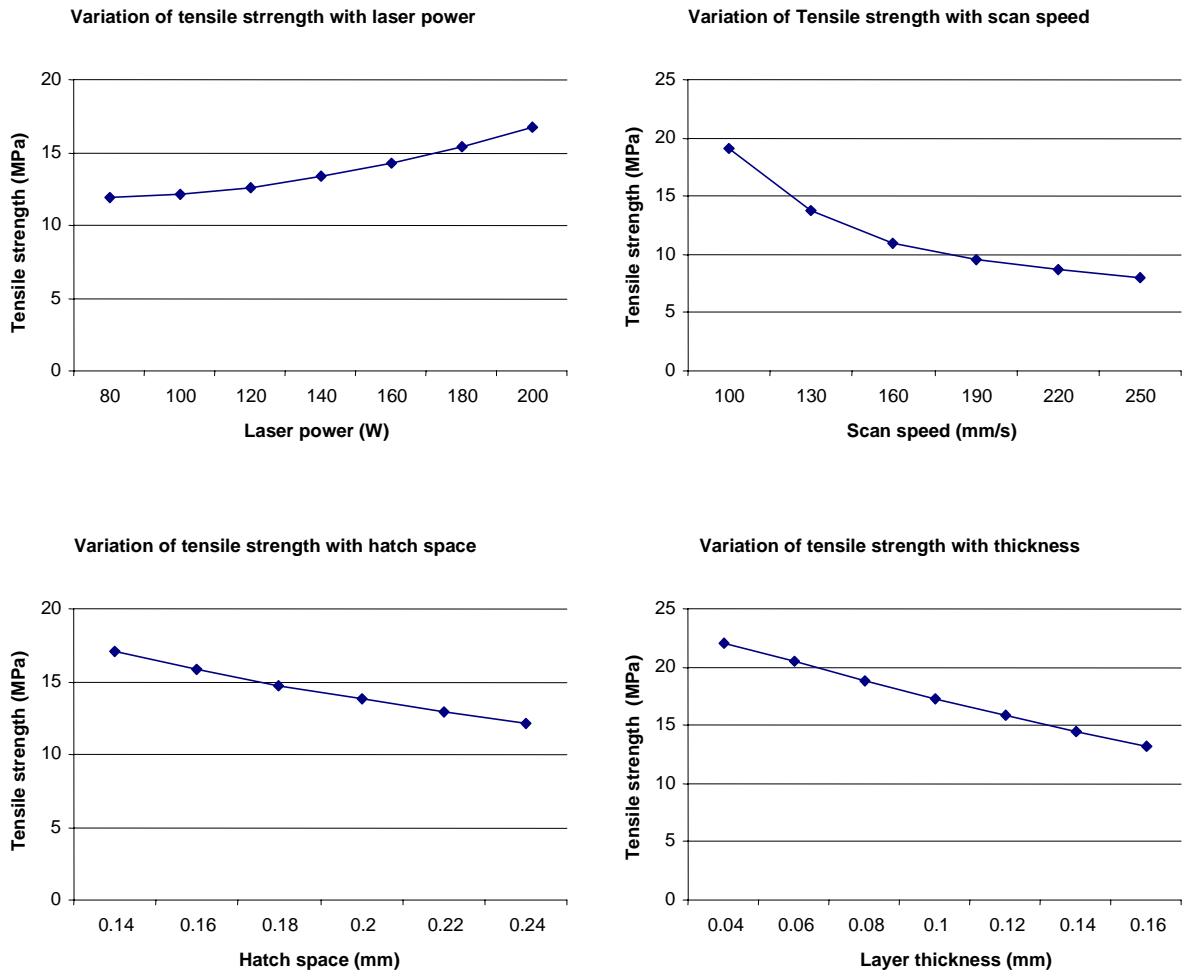 Variation of tensile strrength with laser power
20
15
10
5
0
Tensile strength (MPa)
80 100 120 140 160 180 200
Laser power (W)
Variation of Tensile strength with scan speed
25
20
15
10
5
0
Tensile strength (MPa)
100 130 160 190 220 250
Scan speed (mm/s)
Variation of tensile strength with hatch space
20
15
10
5
0
Tensile strength (MPa)
0.14 0.16 0.18 0.2 0.22 0.24
Hatch space (mm)
Variation of tensile strength with thickness
25
20
15
10
5
0
Tensile strength (MPa)
0.04 0.06 0.08 0.1 0.12 0.14 0.16
Layer thickness (mm)